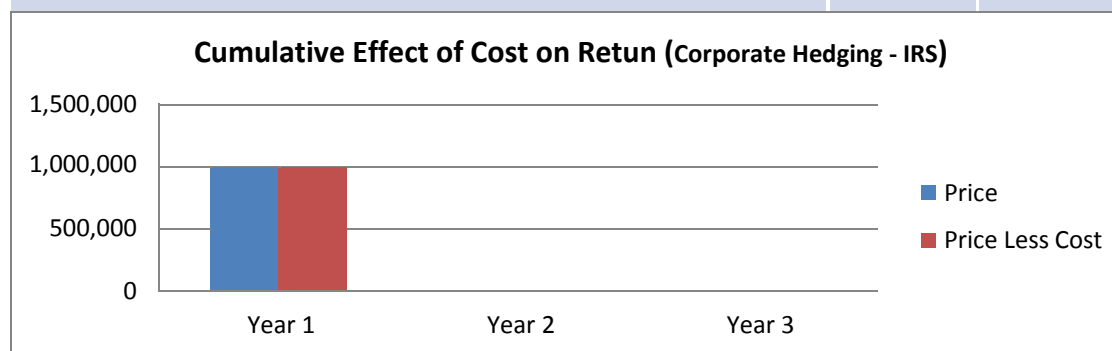 Cumulative Effect of Cost on Retun (Corporate Hedging - IRS)
1,500,000
1,000,000
500,000
0
Year 1
Year 2
Year 3
Price
Price Less Cost